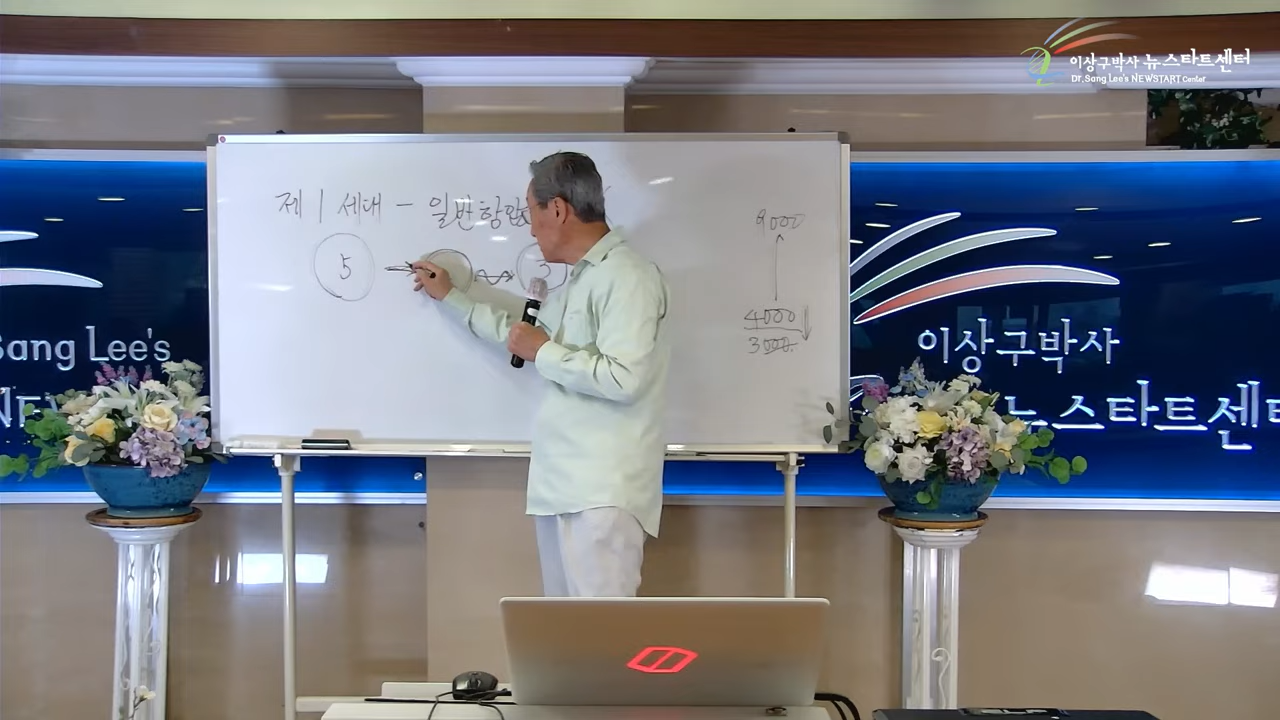 이상구박사 뉴스타트센터
Dr.Sang Lee's NEWSTART Center
제 1 세대 - 일반항암
5
3
9000
4000
3000
Sang Lee's
이상구박사
뉴스타트센